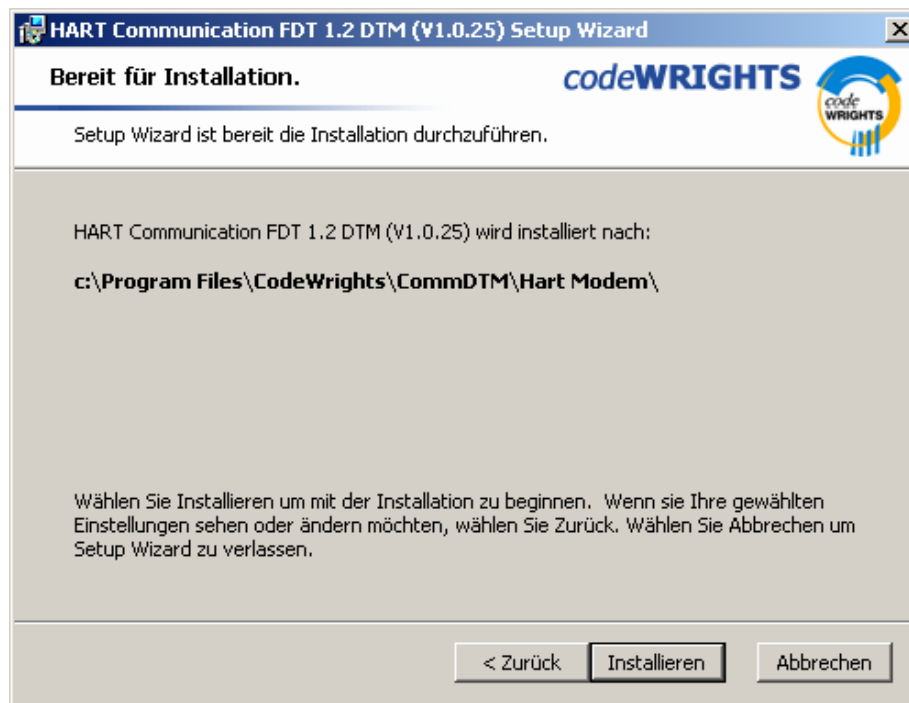 HART Communication FDT 1.2 DTM (V1.0.25) Setup Wizard
Bereit für Installation.
codeWRIGHTS
code
WRIGHTS
Setup Wizard ist bereit die Installation durchzuführen.
HART Communication FDT 1.2 DTM (V1.0.25) wird installiert nach:
c:\Program Files\CodeWrights\CommDTM\Hart Modem\
Wählen Sie Installieren um mit der Installation zu beginnen.  Wenn sie Ihre gewählten
Einstellungen sehen oder ändern möchten, wählen Sie Zurück. Wählen Sie Abbrechen um
Setup Wizard zu verlassen.
< Zurück
Installieren
Abbrechen